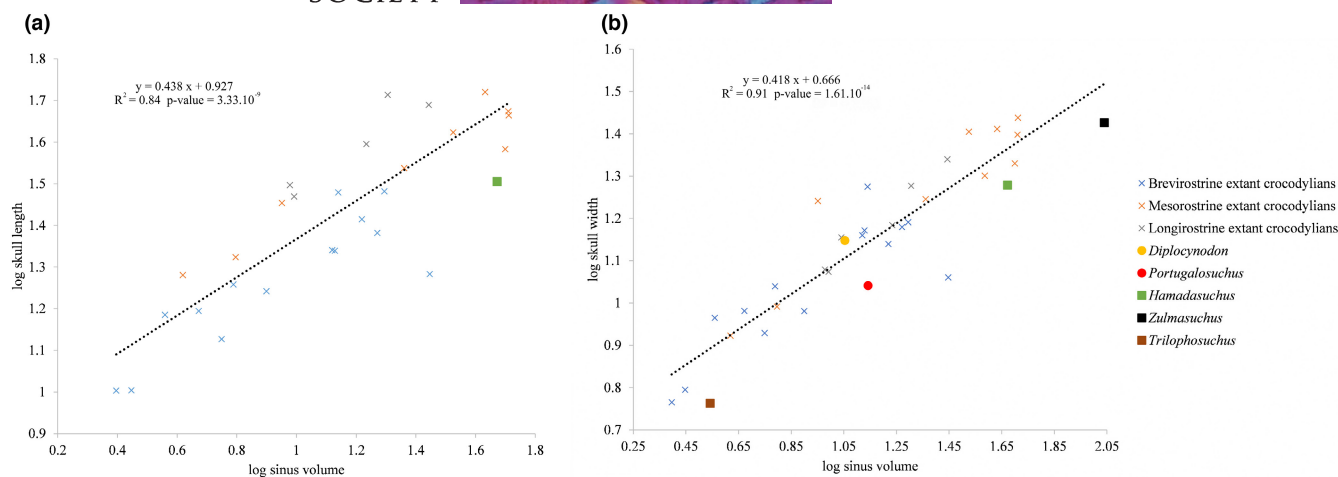 SOCIETY
(a)
1.8
1.7
1.6
1.5
1.4
1.3
1.2
1.1
1
0.9
log skull length
y = 0.438 x + 0.927
R² = 0.84 p-value = 3.33.10⁻⁹
0.2 0.4 0.6 0.8 1 1.2 1.4 1.6 1.8
log sinus volume
(b)
1.6
1.5
1.4
1.3
1.2
1.1
1
0.9
0.8
0.7
log skull width
y = 0.418 x + 0.666
R² = 0.91 p-value = 1.61.10⁻¹⁴
0.25 0.45 0.65 0.85 1.05 1.25 1.45 1.65 1.85 2.05
log sinus volume
Brevirostrine extant crocodylians
Mesorostrine extant crocodylians
Longirostrine extant crocodylians
Diplocynodon
Portugalosuchus
Hamadasuchus
Zulmasuchus
Trilophosuchus